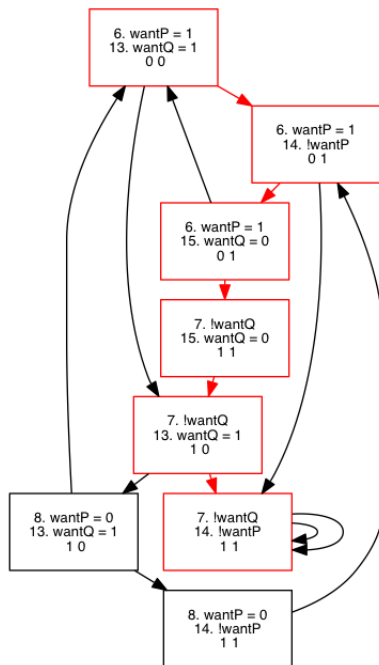 6. wantP = 1
13. wantQ = 1
0 0
6. wantP = 1
14. !wantP
0 1
6. wantP = 1
15. wantQ = 0
0 1
7. !wantQ
15. wantQ = 0
1 1
7. !wantQ
13. wantQ = 1
1 0
8. wantP = 0
13. wantQ = 1
1 0
7. !wantQ
14. !wantP
1 1
8. wantP = 0
14. !wantP
1 1